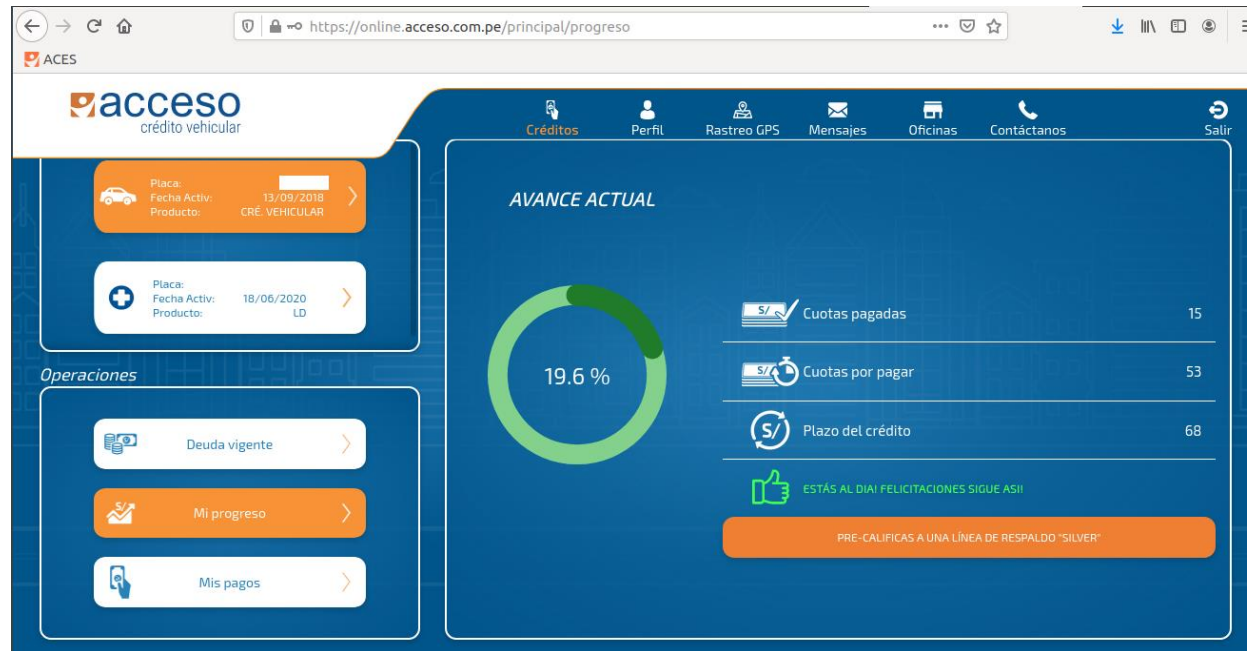 https://online.acceso.com.pe/principal/progreso
ACES
acceso
crédito vehicular
Créditos Perfil Rastreo GPS Mensajes Oficinas Contáctanos Salir
Placa:
Fecha Activ: 13/09/2018
Producto: CRÉ. VEHICULAR
Placa:
Fecha Activ: 18/06/2020
Producto: LD
Operaciones
Deuda vigente
S/ Mi progreso
Mis pagos
AVANCE ACTUAL
19.6 %
S/ Cuotas pagadas 15
S/ Cuotas por pagar 53
S/ Plazo del crédito 68
ESTÁS AL DIA! FELICITACIONES SIGUE ASI!!
PRE-CALIFICAS A UNA LÍNEA DE RESPALDO "SILVER"